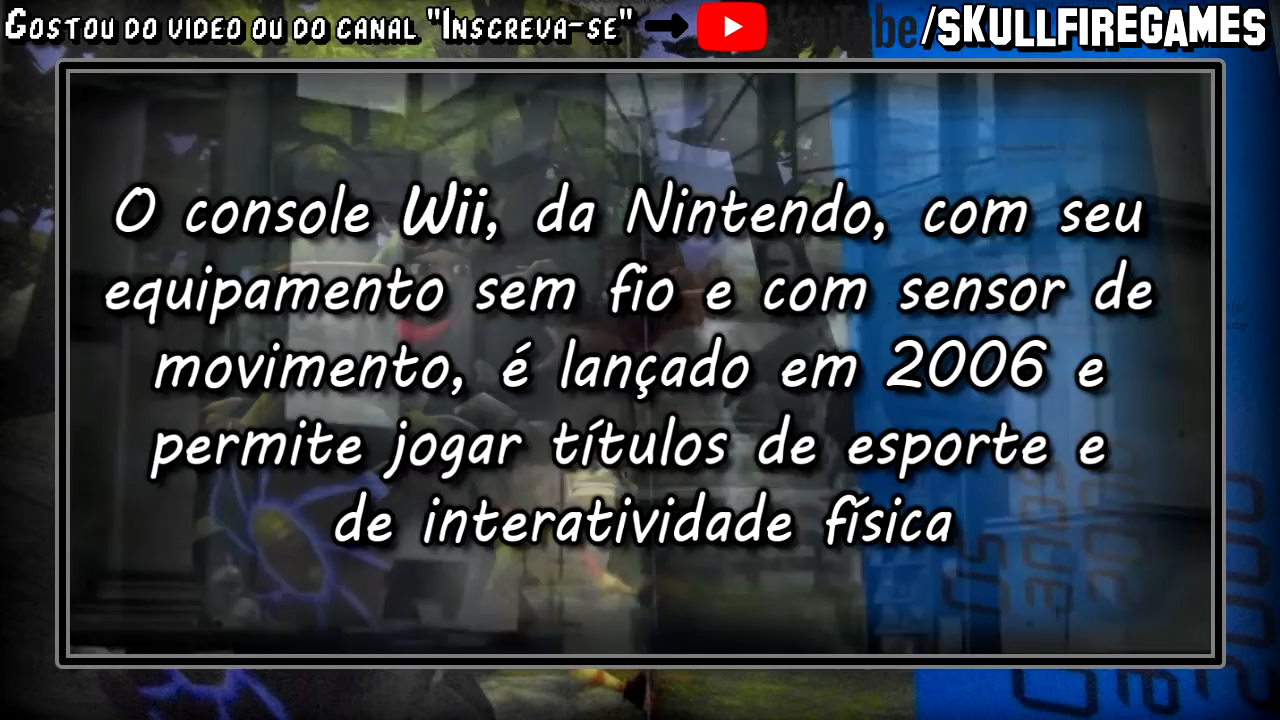 Gostou do video ou do canal "Inscreva-se" YouTube/SKULLFIREGAMES
O console Wii, da Nintendo, com seu
equipamento sem fio e com sensor de
movimento, é lançado em 2006 e
permite jogar títulos de esporte e
de interatividade física